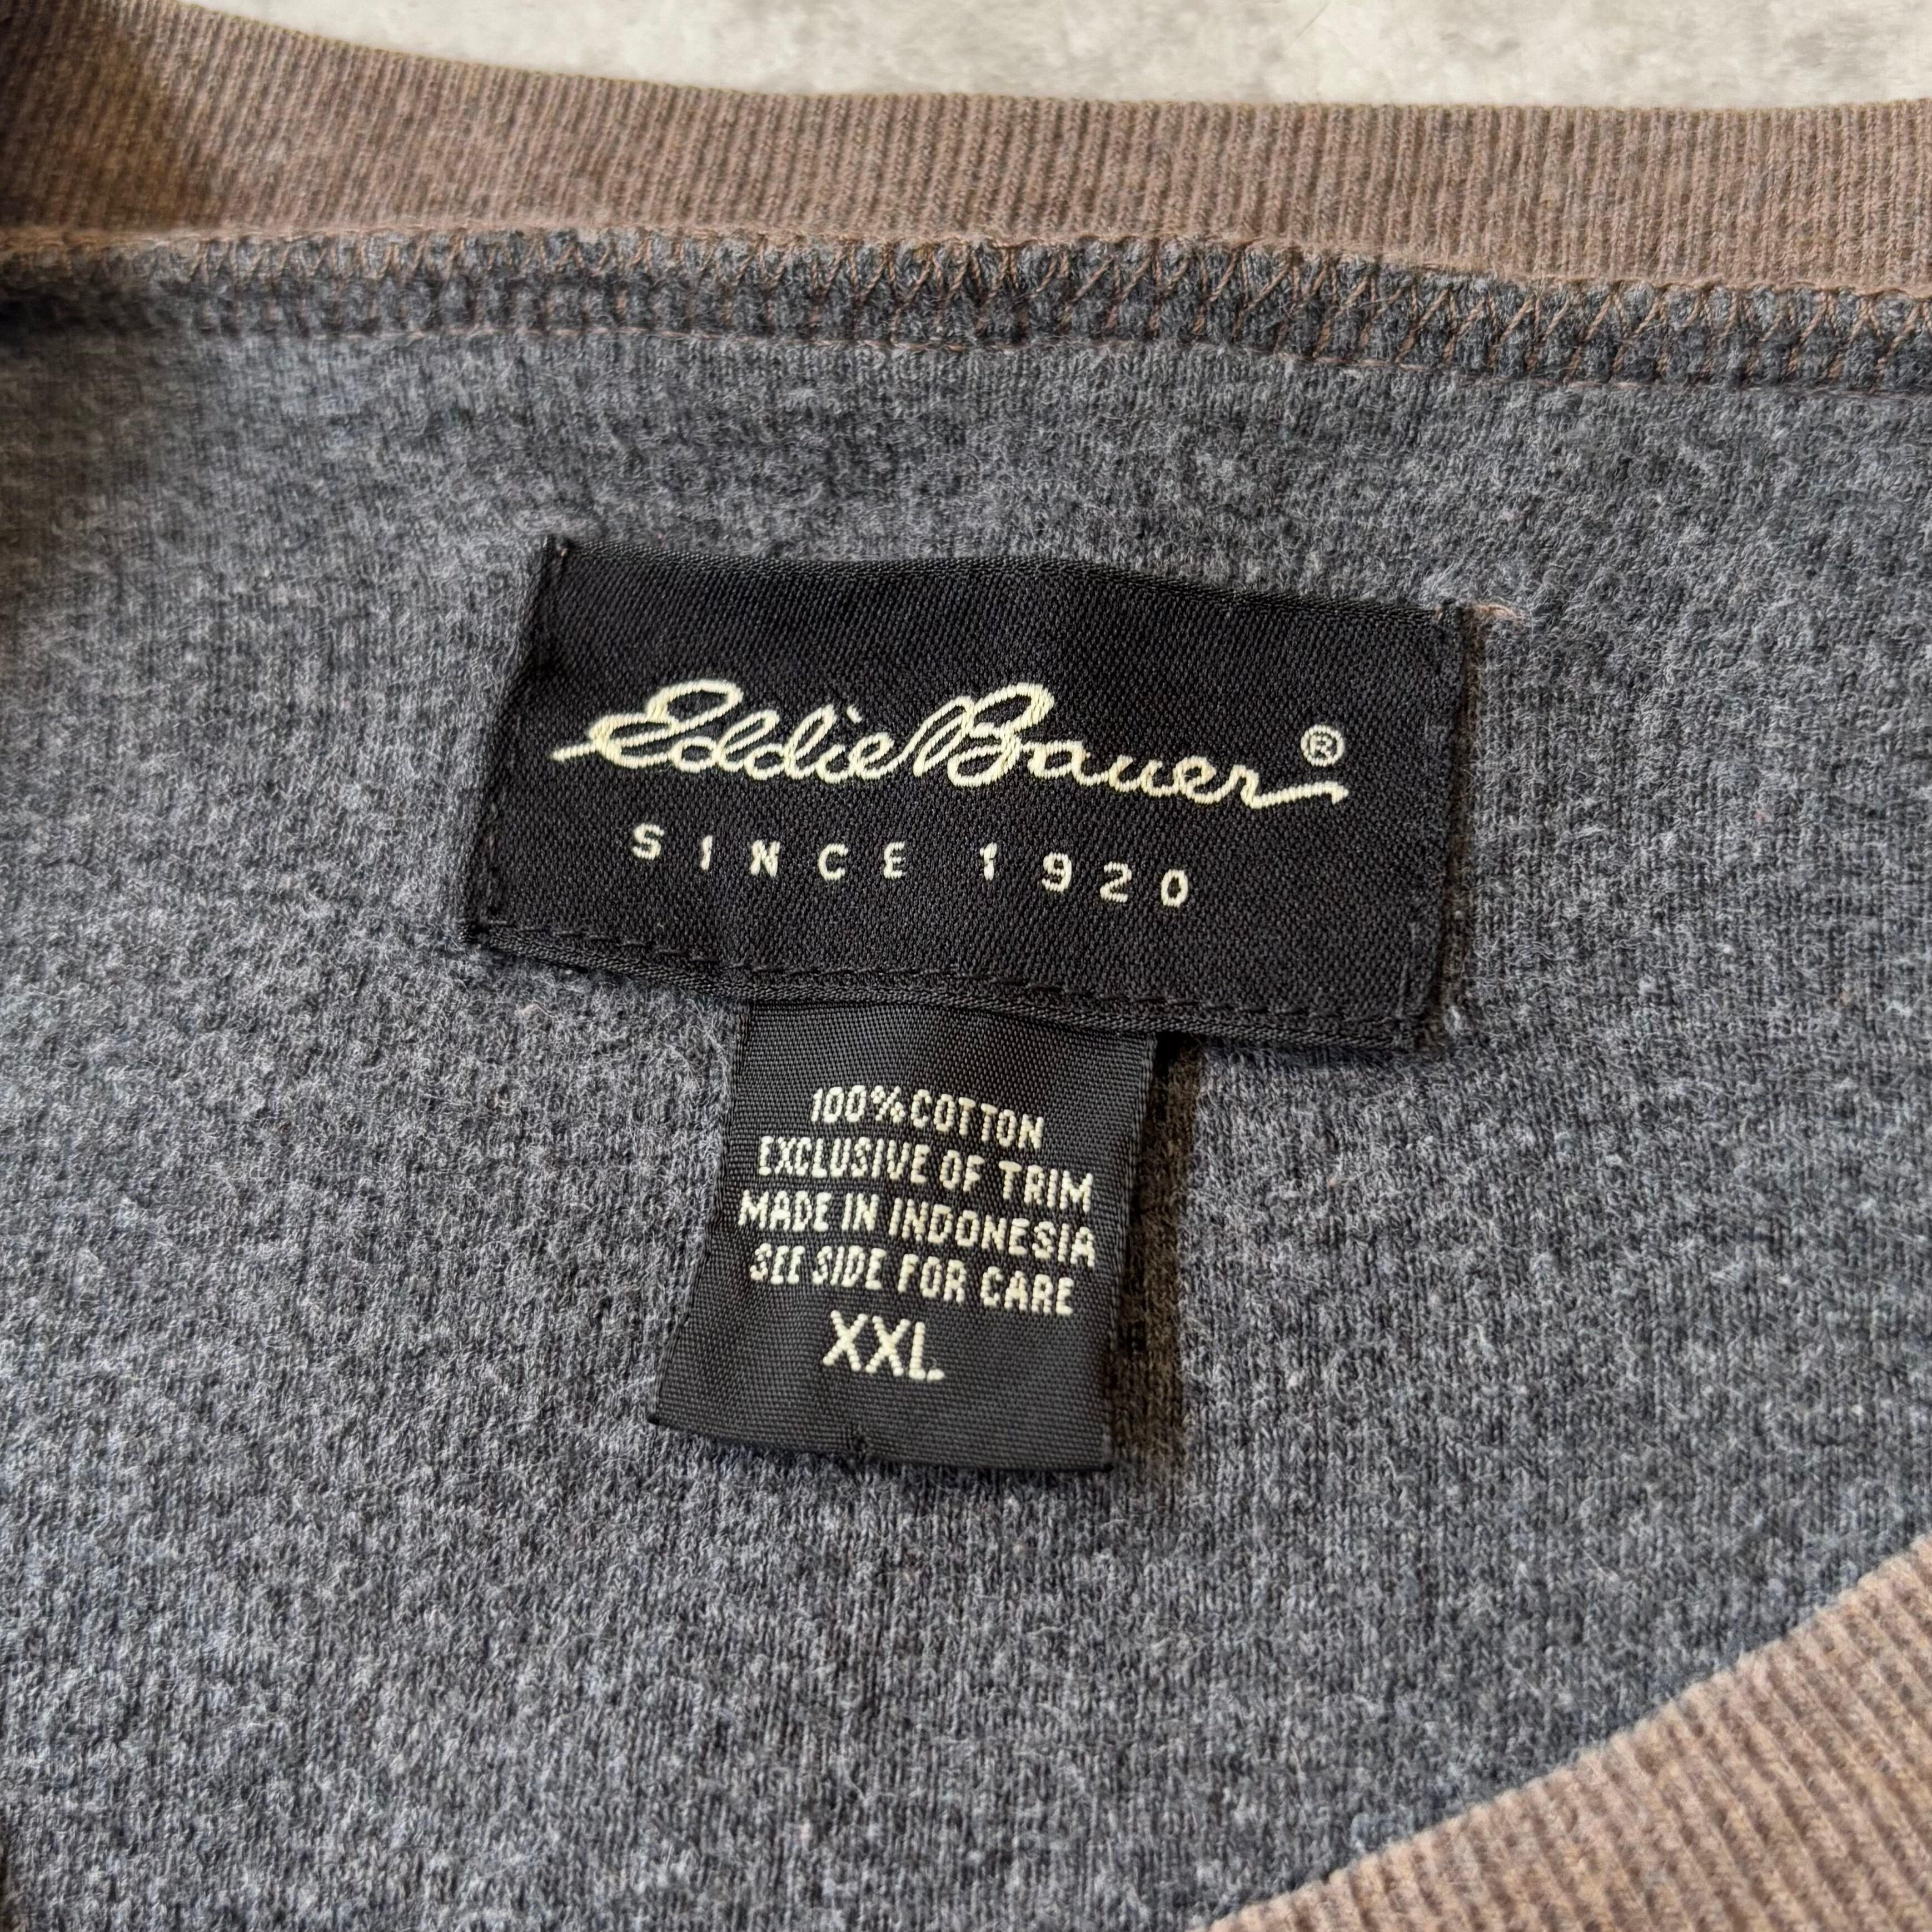 Eddie Bauer®
SINCE 1920
100% COTTON
EXCLUSIVE OF TRIM
MADE IN INDONESIA
SEE SIDE FOR CARE
XXL